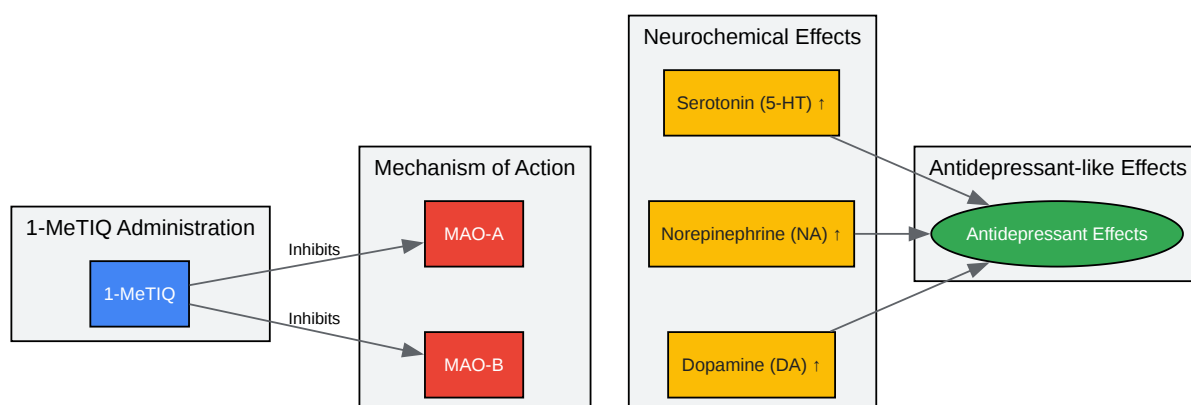 1-MeTIQ Administration
1-MeTIQ
Inhibits
Inhibits
Mechanism of Action
MAO-A
MAO-B
Neurochemical Effects
Serotonin (5-HT) ↑
Norepinephrine (NA) ↑
Dopamine (DA) ↑
Antidepressant-like Effects
Antidepressant Effects